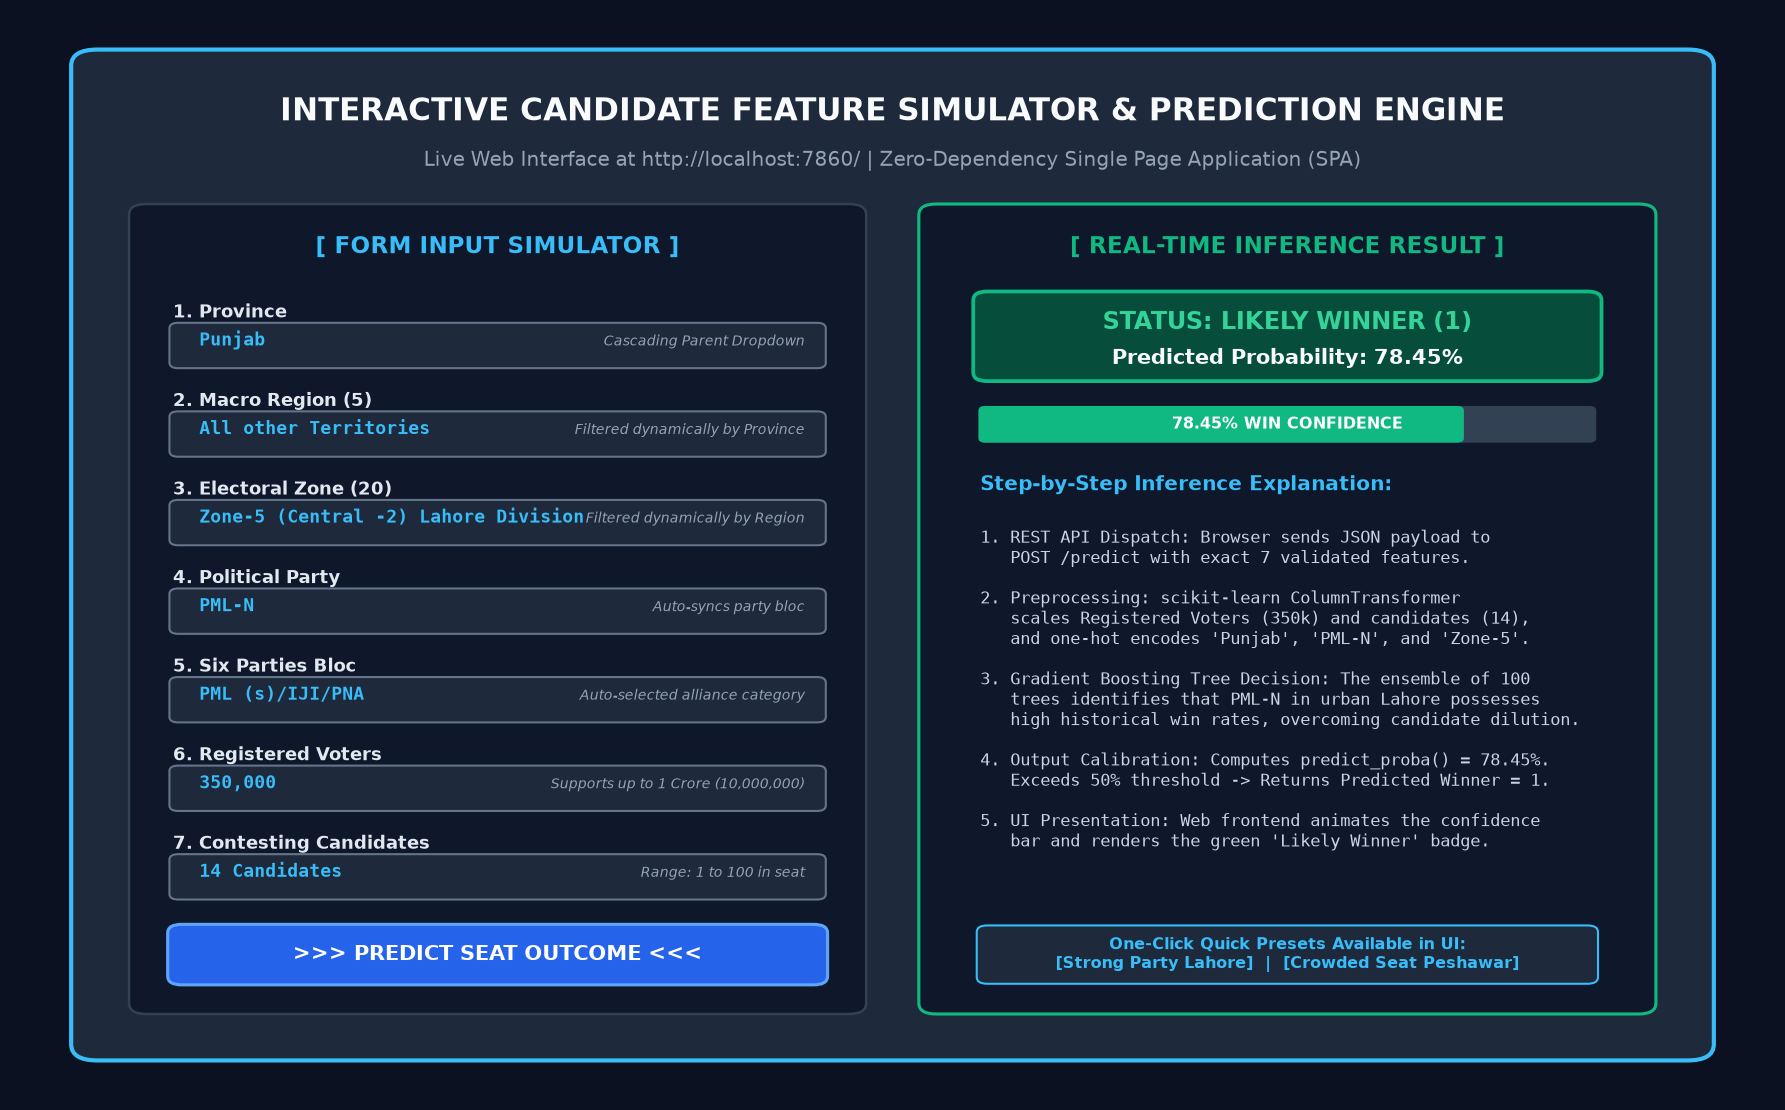 INTERACTIVE CANDIDATE FEATURE SIMULATOR & PREDICTION ENGINE
Live Web Interface at http://localhost:7860/ | Zero-Dependency Single Page Application (SPA)
[ FORM INPUT SIMULATOR ]
1. Province
Punjab Cascading Parent Dropdown
2. Macro Region (5)
All other Territories Filtered dynamically by Province
3. Electoral Zone (20)
Zone-5 (Central -2) Lahore Division Filtered dynamically by Region
4. Political Party
PML-N Auto-syncs party bloc
5. Six Parties Bloc
PML (s)/IJI/PNA Auto-selected alliance category
6. Registered Voters
350,000 Supports up to 1 Crore (10,000,000)
7. Contesting Candidates
14 Candidates Range: 1 to 100 in seat
>>> PREDICT SEAT OUTCOME <<<
[ REAL-TIME INFERENCE RESULT ]
STATUS: LIKELY WINNER (1)
Predicted Probability: 78.45%
78.45% WIN CONFIDENCE
Step-by-Step Inference Explanation:
1. REST API Dispatch: Browser sends JSON payload to
POST /predict with exact 7 validated features.
2. Preprocessing: scikit-learn ColumnTransformer
scales Registered Voters (350k) and candidates (14),
and one-hot encodes 'Punjab', 'PML-N', and 'Zone-5'.
3. Gradient Boosting Tree Decision: The ensemble of 100
trees identifies that PML-N in urban Lahore possesses
high historical win rates, overcoming candidate dilution.
4. Output Calibration: Computes predict_proba() = 78.45%.
Exceeds 50% threshold -> Returns Predicted Winner = 1.
5. UI Presentation: Web frontend animates the confidence
bar and renders the green 'Likely Winner' badge.
One-Click Quick Presets Available in UI:
[Strong Party Lahore] | [Crowded Seat Peshawar]